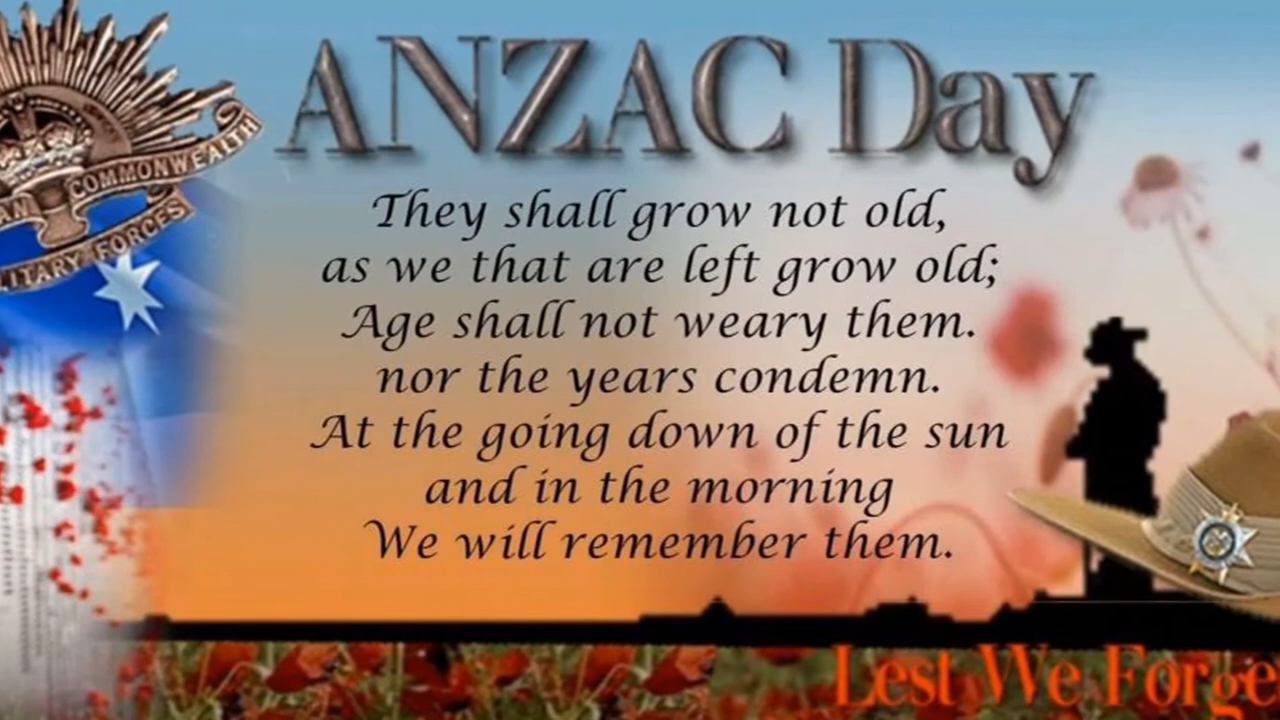 ANZAC Day
COMMONWEALTH
LITARY FORCES
They shall grow not old,
as we that are left grow old;
Age shall not weary them.
nor the years condemn.
At the going down of the sun
and in the morning
We will remember them.
Lest We Forge